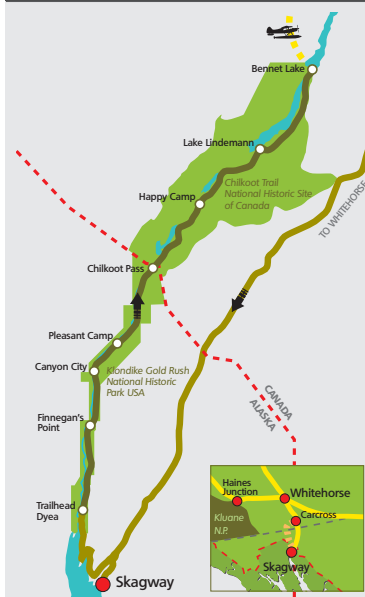 Bennet Lake
Lake Lindemann
Chilkoot Trail
National Historic Site
of Canada
Happy Camp
TO WHITEHORSE
Chilkoot Pass
Pleasant Camp
Canyon City
Klondike Gold Rush
National Historic
Park USA
CANADA
ALASKA
Finnegan's
Point
Trailhead
Dyea
Skagway
Haines
Junction
Whitehorse
Carcross
Kluane
N.P.
Skagway